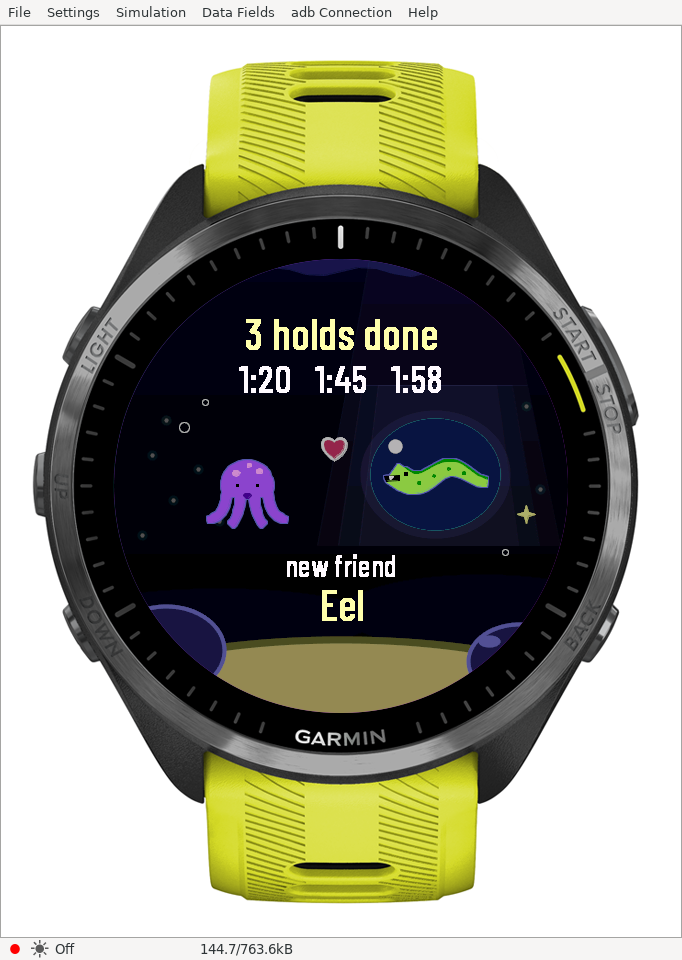 File Settings Simulation Data Fields adb Connection Help
LIGHT
START
STOP
3 holds done
1:20 1:45 1:58
UP
new friend
Eel
DOWN
BACK
GARMIN
Off 144.7/763.6kB